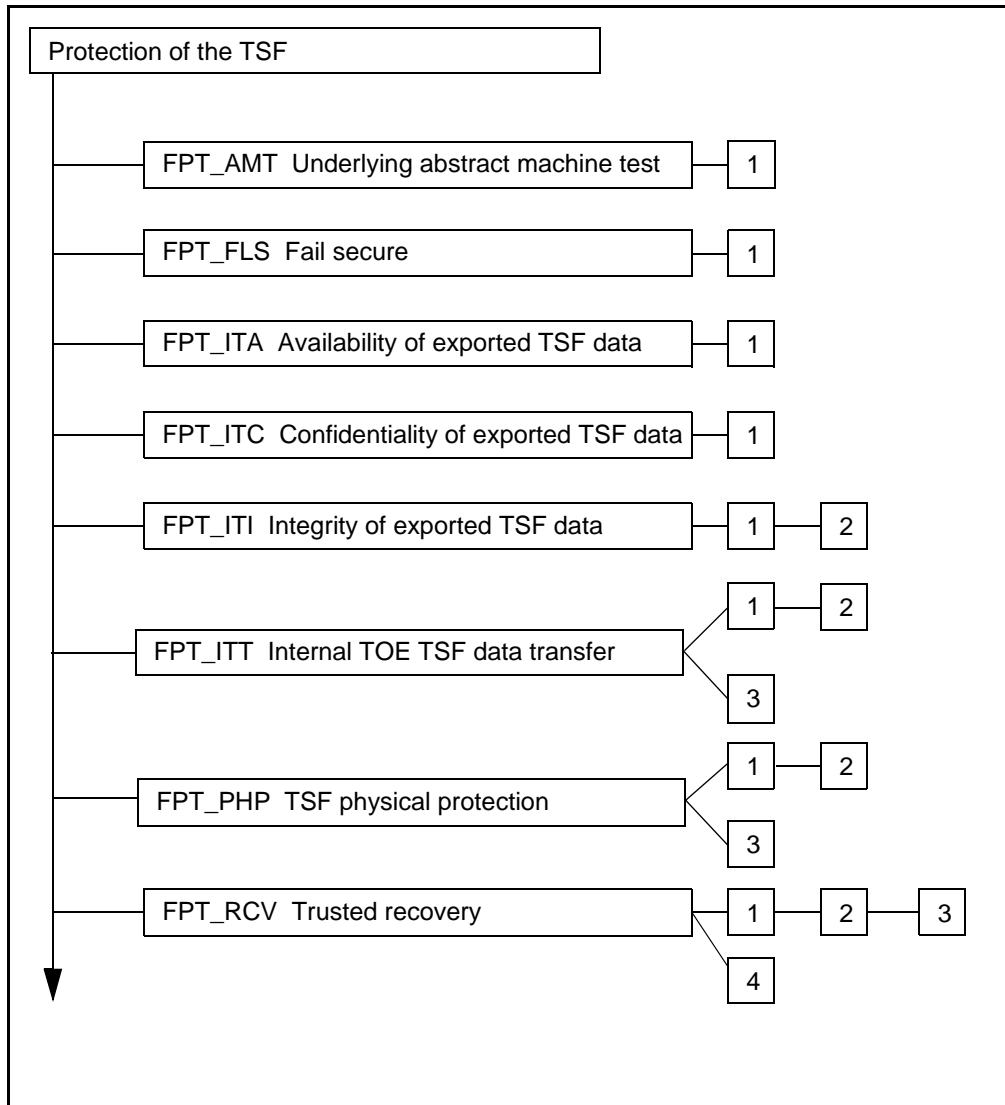 Protection of the TSF
FPT_AMT Underlying abstract machine test 1
FPT_FLS Fail secure 1
FPT_ITA Availability of exported TSF data 1
FPT_ITC Confidentiality of exported TSF data 1
FPT_ITI Integrity of exported TSF data 1 2
1 2
FPT_ITT Internal TOE TSF data transfer
3
1 2
FPT_PHP TSF physical protection
3
FPT_RCV Trusted recovery 1 2 3
4